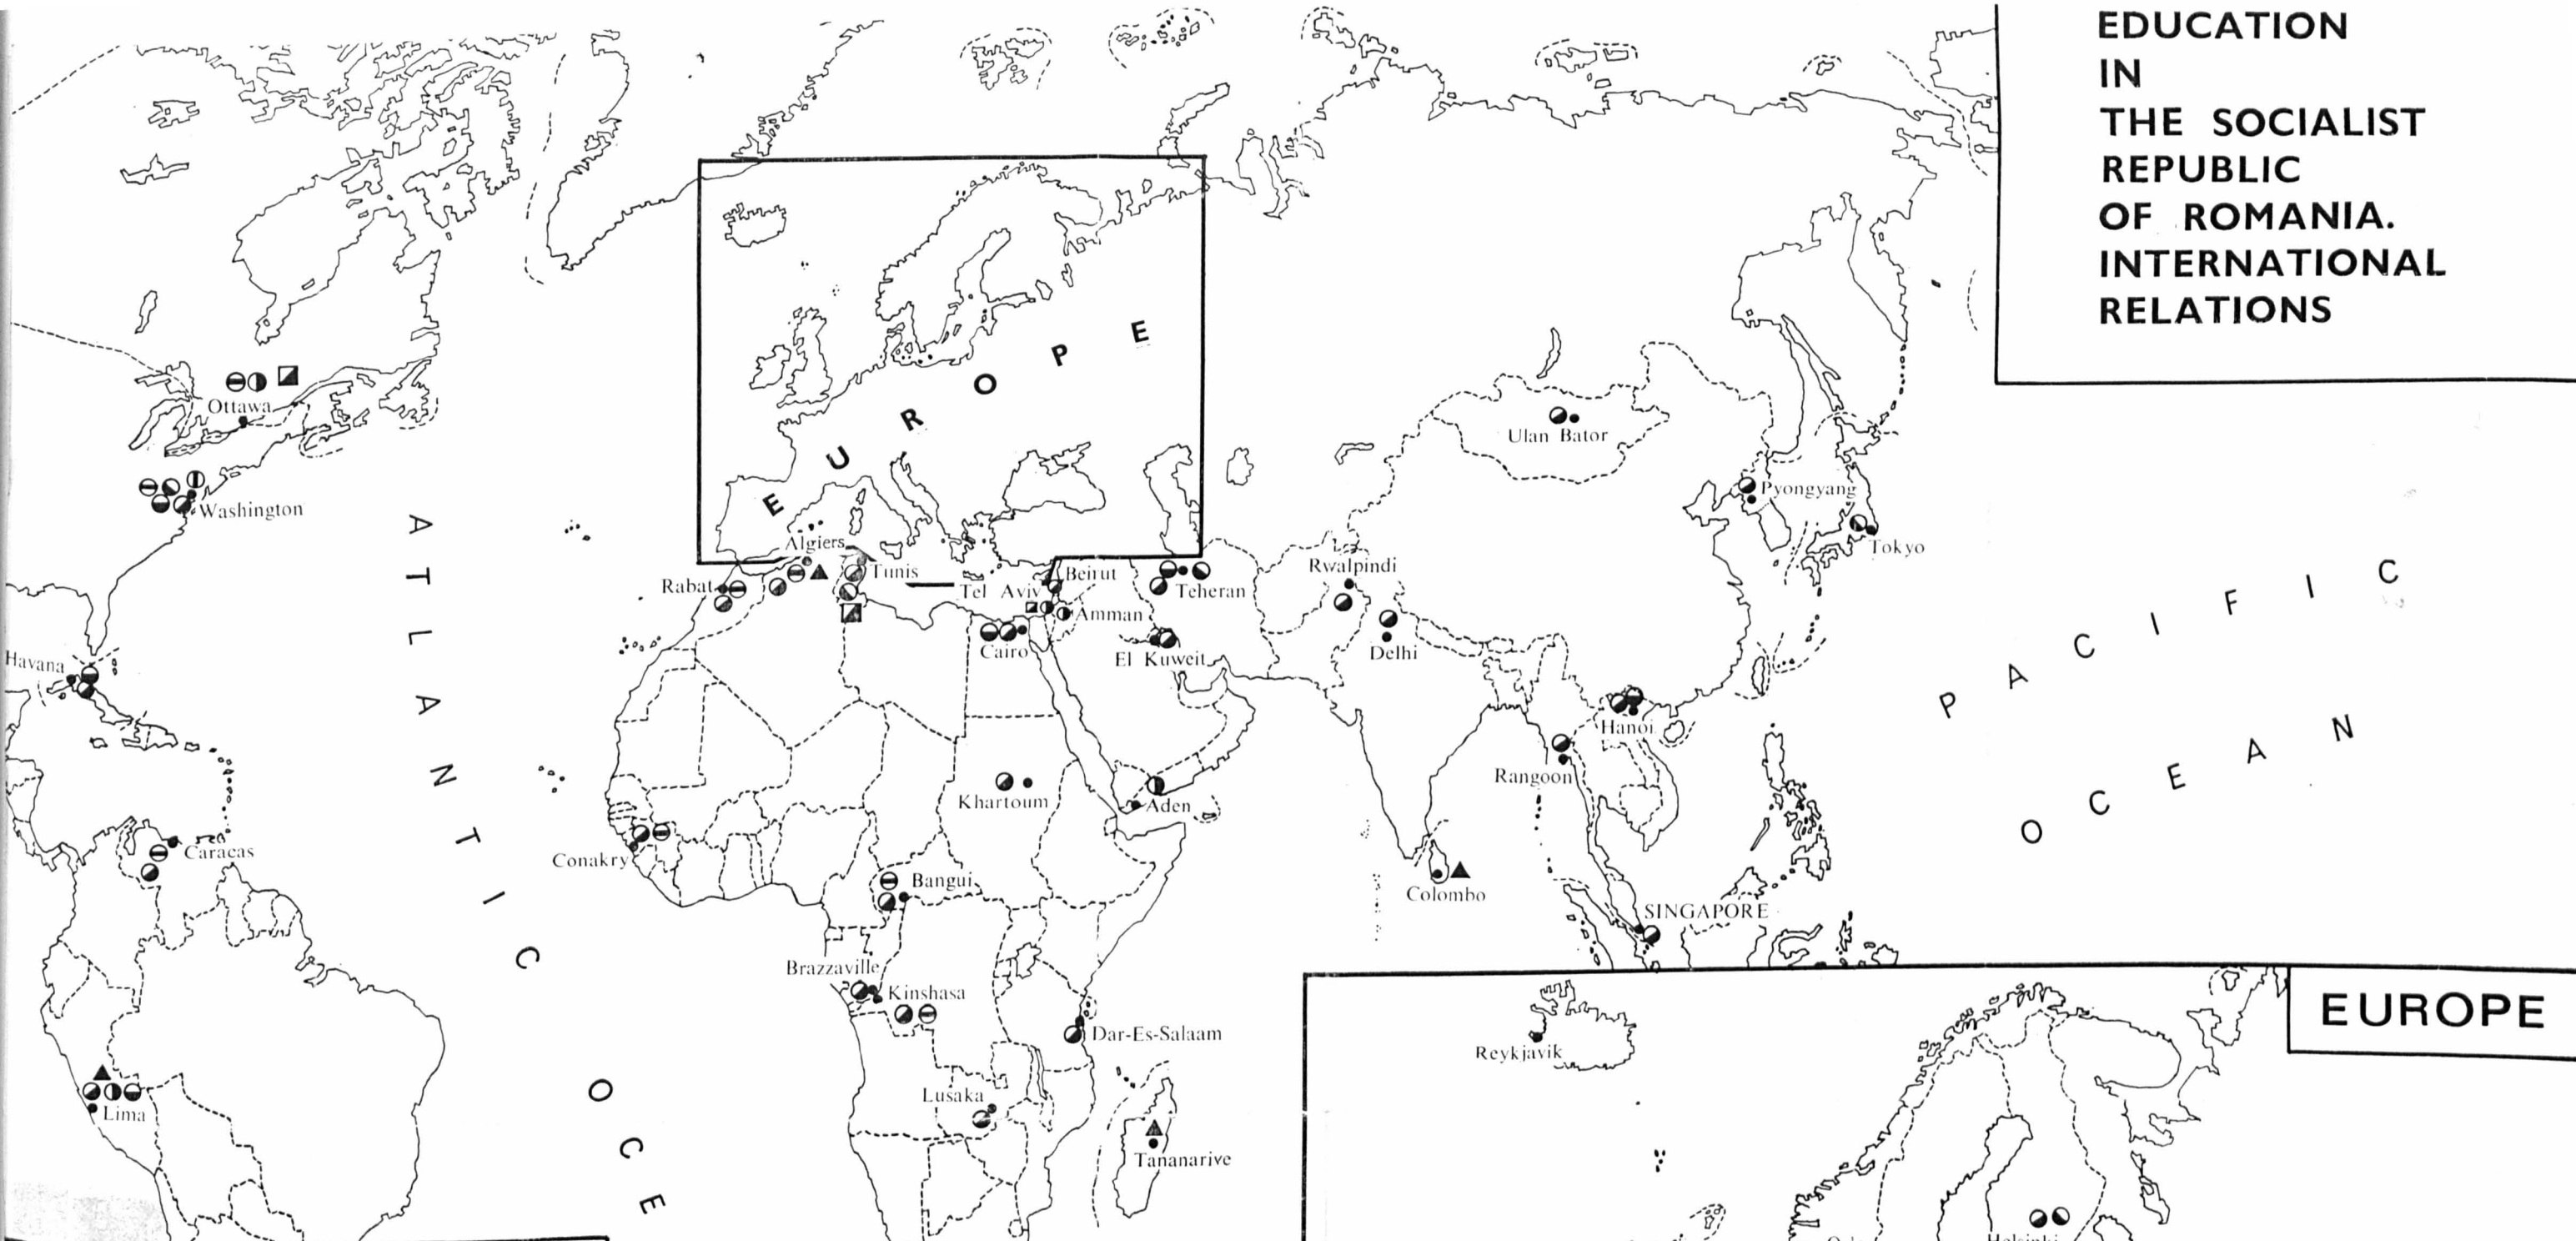 EDUCATION
IN
THE SOCIALIST
REPUBLIC
OF ROMANIA.
INTERNATIONAL
RELATIONS
EUROPE
Ottawa
Washington
Havana
Caracas
Lima
ATLANTIC OCE
Algiers
Tunis
Rabat
Tel Aviv
Beirut
Amman
Cairo
Teheran
El Kuweit
Khartoum
Aden
Conakry
Bangui
Brazzaville
Kinshasa
Dar-Es-Salaam
Lusaka
Tananarive
Ulan Bator
Pyongyang
Tokyo
Rwalpindi
Delhi
Hanoi
Rangoon
Colombo
SINGAPORE
PACIFIC
OCEAN
EUROPE
Reykjavik
Helsinki